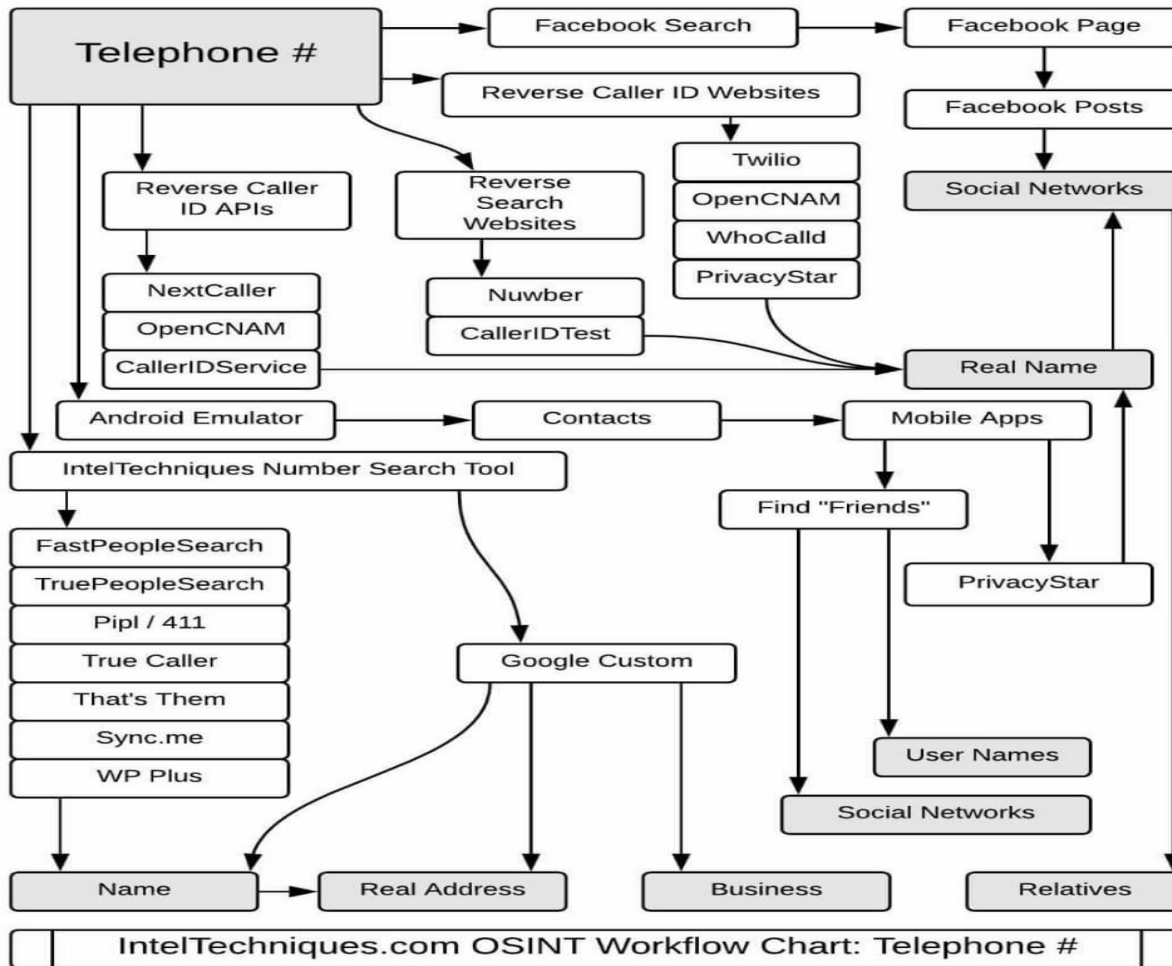 Telephone #
Facebook Search
Facebook Page
Reverse Caller ID Websites
Facebook Posts
Twilio
OpenCNAM
WhoCalld
PrivacyStar
Social Networks
Reverse Caller
ID APIs
Reverse
Search
Websites
NextCaller
OpenCNAM
CallerIDService
Nuwber
CallerIDTest
Real Name
Android Emulator
Contacts
Mobile Apps
IntelTechniques Number Search Tool
Find "Friends"
PrivacyStar
FastPeopleSearch
TruePeopleSearch
Pipl / 411
True Caller
That's Them
Sync.me
WP Plus
Google Custom
User Names
Social Networks
Name
Real Address
Business
Relatives
IntelTechniques.com OSINT Workflow Chart: Telephone #